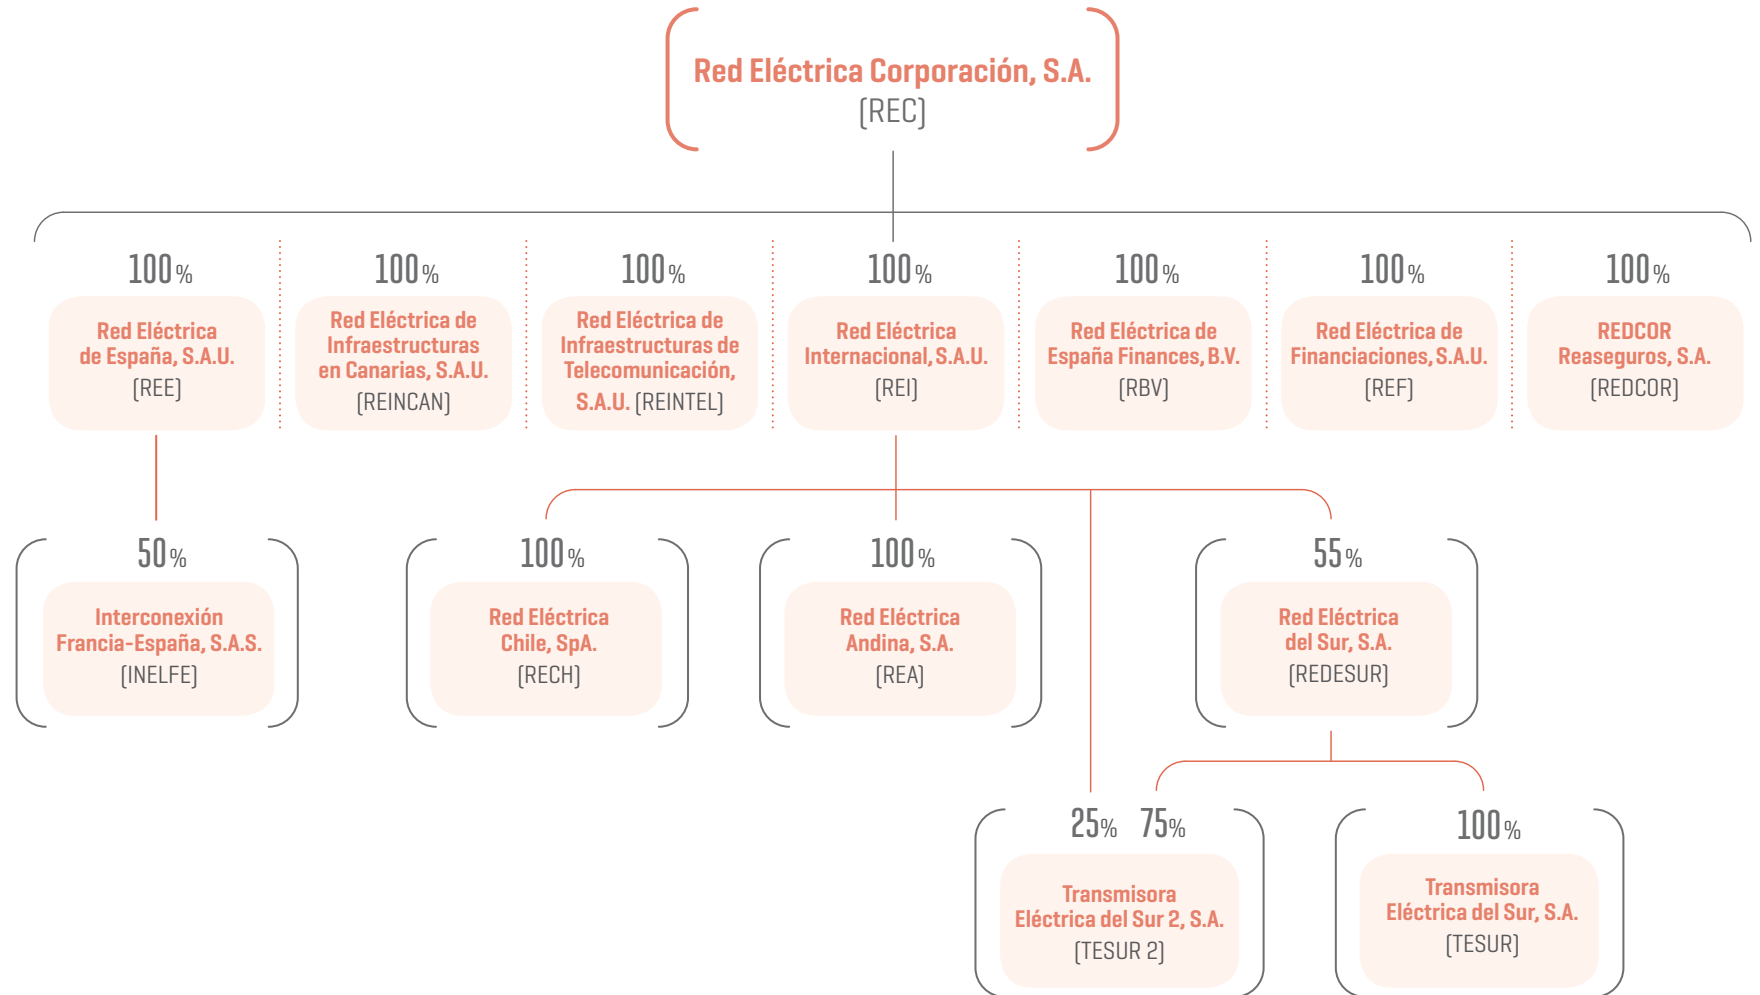 Red Eléctrica Corporación, S.A.
(REC)
100%
Red Eléctrica
de España, S.A.U.
(REE)
100%
Red Eléctrica de
Infraestructuras
en Canarias, S.A.U.
(REINCAN)
100%
Red Eléctrica de
Infraestructuras de
Telecomunicación,
S.A.U. (REINTEL)
100%
Red Eléctrica
Internacional, S.A.U.
(REI)
100%
Red Eléctrica de
España Finances, B.V.
(RBV)
100%
Red Eléctrica de
Financiaciones, S.A.U.
(REF)
100%
REDCOR
Reaseguros, S.A.
(REDCOR)
50%
Interconexión
Francia-España, S.A.S.
(INELFE)
100%
Red Eléctrica
Chile, SpA.
(RECH)
100%
Red Eléctrica
Andina, S.A.
(REA)
55%
Red Eléctrica
del Sur, S.A.
(REDESUR)
25% 75%
Transmisora
Eléctrica del Sur 2, S.A.
(TESUR 2)
100%
Transmisora
Eléctrica del Sur, S.A.
(TESUR)